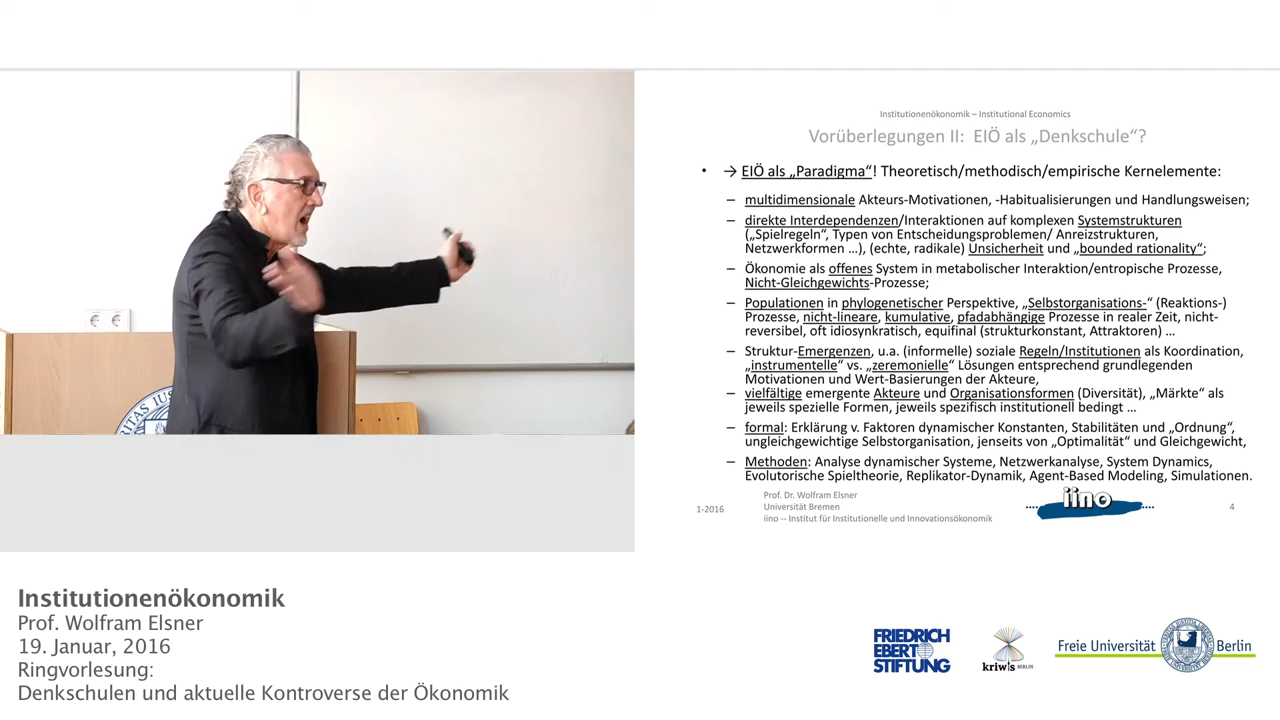 Institutionenökonomik – Institutional Economics
Vorüberlegungen II: EIÖ als „Denkschule“?
• → EIÖ als „Paradigma“! Theoretisch/methodisch/empirische Kernelemente:
– multidimensionale Akteurs-Motivationen, -Habitualisierungen und Handlungsweisen;
– direkte Interdependenzen/Interaktionen auf komplexen Systemstrukturen
(„Spielregeln“, Typen von Entscheidungsproblemen/ Anreizstrukturen,
Netzwerkformen ...), (echte, radikale) Unsicherheit und „bounded rationality“;
– Ökonomie als offenes System in metabolischer Interaktion/entropische Prozesse,
Nicht-Gleichgewichts-Prozesse;
– Populationen in phylogenetischer Perspektive, „Selbstorganisations-“ (Reaktions-)
Prozesse, nicht-lineare, kumulative, pfadabhängige Prozesse in realer Zeit, nicht-
reversibel, oft idiosynkratisch, equifinal (strukturkonstant, Attraktoren) ...
– Struktur-Emergenzen, u.a. (informelle) soziale Regeln/Institutionen als Koordination,
„instrumentelle“ vs. „zeremonielle“ Lösungen entsprechend grundlegenden
Motivationen und Wert-Basierungen der Akteure,
– vielfältige emergente Akteure und Organisationsformen (Diversität), „Märkte“ als
jeweils spezielle Formen, jeweils spezifisch institutionell bedingt ...
– formal: Erklärung v. Faktoren dynamischer Konstanten, Stabilitäten und „Ordnung“,
ungleichgewichtige Selbstorganisation, jenseits von „Optimalität“ und Gleichgewicht,
– Methoden: Analyse dynamischer Systeme, Netzwerkanalyse, System Dynamics,
Evolutorische Spieltheorie, Replikator-Dynamik, Agent-Based Modeling, Simulationen.
1-2016
Prof. Dr. Wolfram Elsner
Universität Bremen
iino -- Institut für Institutionelle und Innovationsökonomik
iino
4
ITAS IUS
Institutionenökonomik
Prof. Wolfram Elsner
19. Januar, 2016
Ringvorlesung:
Denkschulen und aktuelle Kontroverse der Ökonomik
FRIEDRICH
EBERT
STIFTUNG
kriwis BERLIN
Freie Universität Berlin